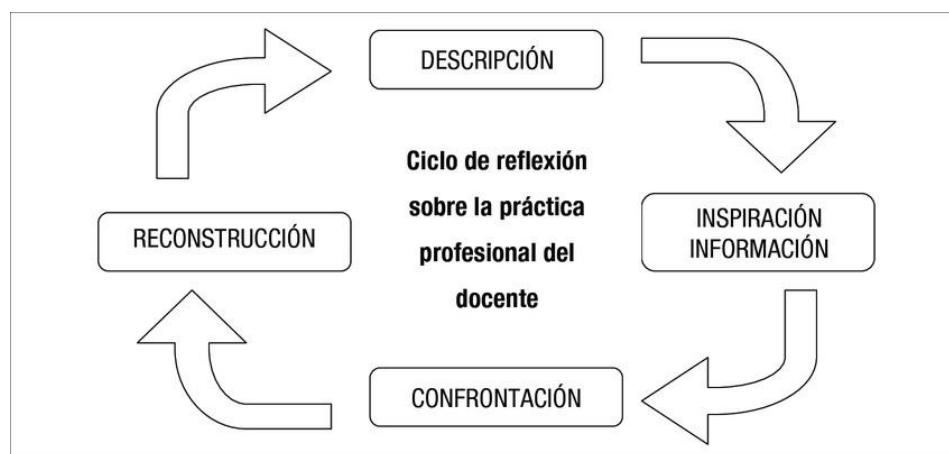 DESCRIPCIÓN
Ciclo de reflexión
sobre la práctica
profesional del
docente
INSPIRACIÓN
INFORMACIÓN
CONFRONTACIÓN
RECONSTRUCCIÓN